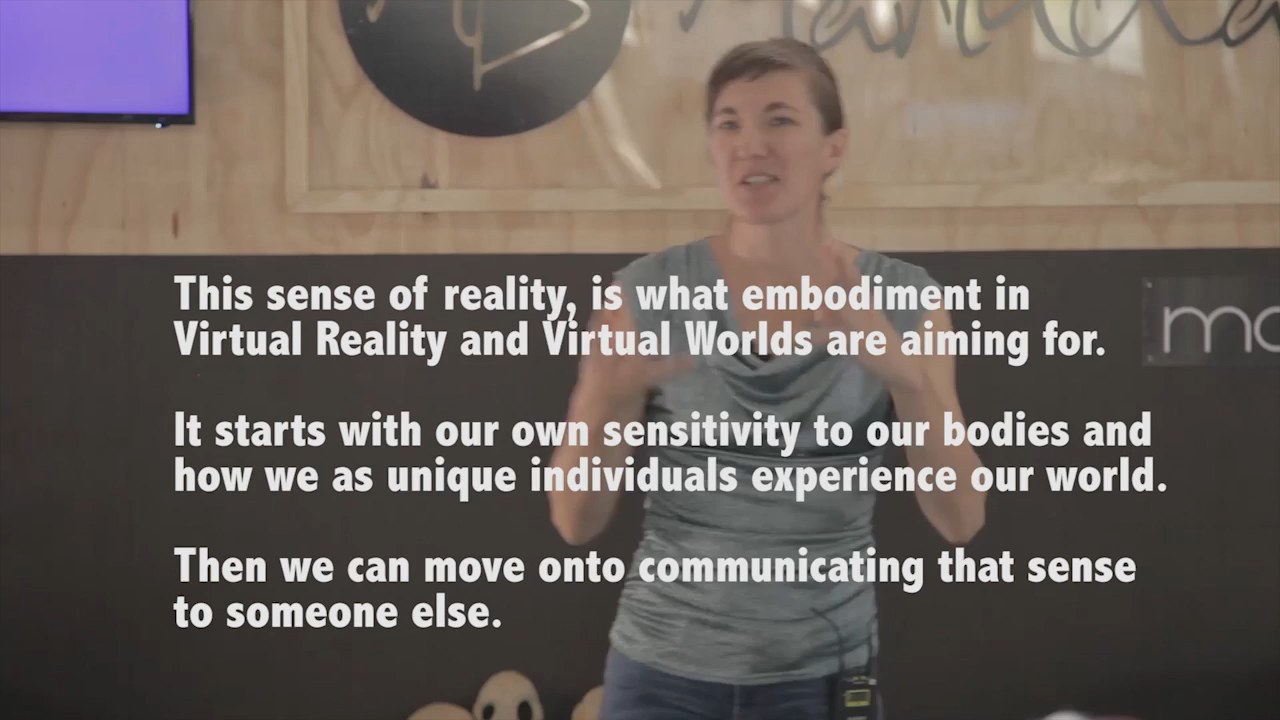 This sense of reality, is what embodiment in
Virtual Reality and Virtual Worlds are aiming for.
It starts with our own sensitivity to our bodies and
how we as unique individuals experience our world.
Then we can move onto communicating that sense
to someone else.